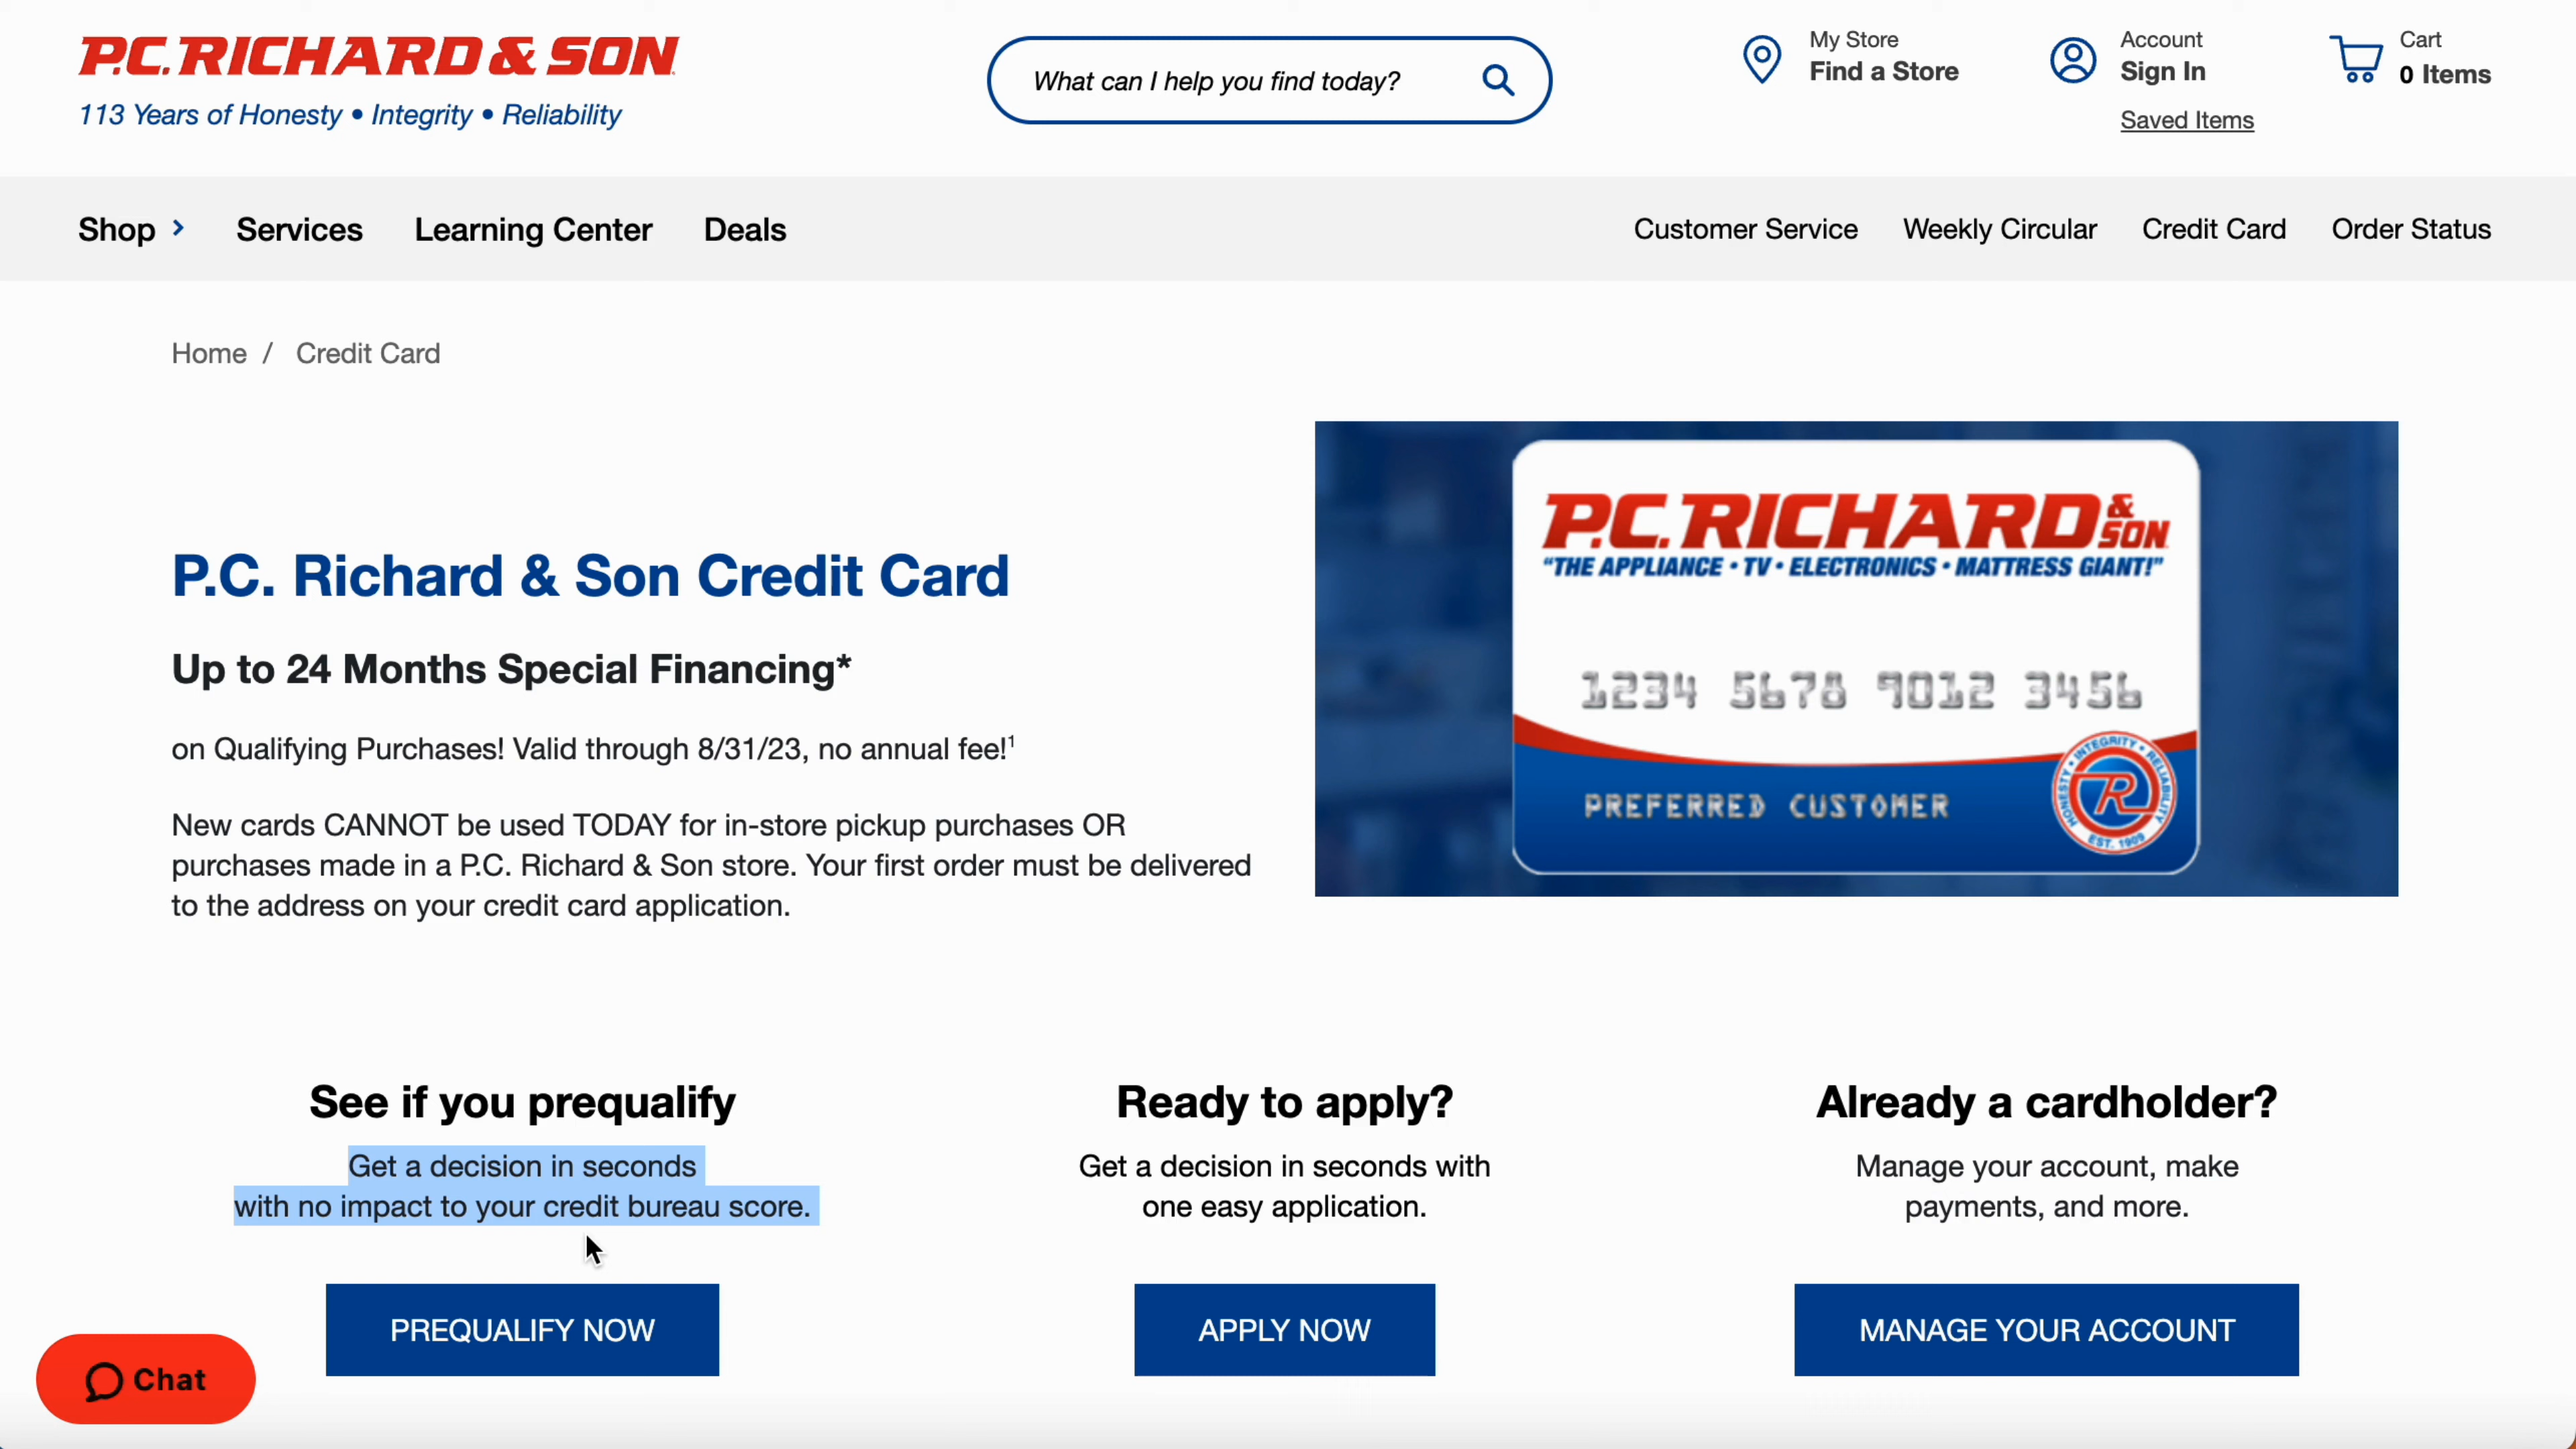 P.C. RICHARD & SON
113 Years of Honesty • Integrity • Reliability
What can I help you find today?
My Store
Find a Store
Account
Sign In
Saved Items
Cart
0 Items
Shop
Services
Learning Center
Deals
Customer Service
Weekly Circular
Credit Card
Order Status
Home / Credit Card
P.C. Richard & Son Credit Card
Up to 24 Months Special Financing*
on Qualifying Purchases! Valid through 8/31/23, no annual fee!¹
New cards CANNOT be used TODAY for in-store pickup purchases OR
purchases made in a P.C. Richard & Son store. Your first order must be delivered
to the address on your credit card application.
P.C. RICHARD & SON
"THE APPLIANCE • TV • ELECTRONICS • MATTRESS GIANT!"
1234 5678 9012 3456
PREFERRED CUSTOMER
HONESTY • INTEGRITY • RELIABILITY
R
EST. 1909
See if you prequalify
Get a decision in seconds
with no impact to your credit bureau score.
PREQUALIFY NOW
Ready to apply?
Get a decision in seconds with
one easy application.
APPLY NOW
Already a cardholder?
Manage your account, make
payments, and more.
MANAGE YOUR ACCOUNT
Chat